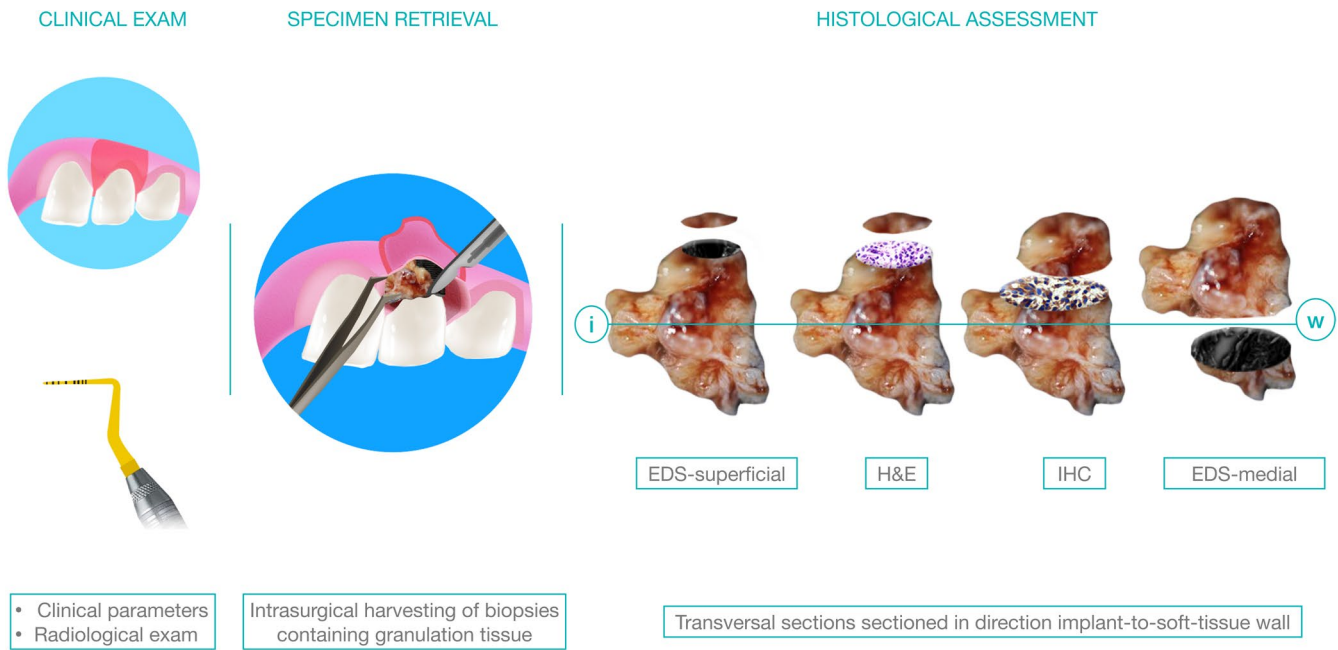 CLINICAL EXAM
SPECIMEN RETRIEVAL
HISTOLOGICAL ASSESSMENT
i
w
EDS-superficial
H&E
IHC
EDS-medial
• Clinical parameters
• Radiological exam
Intrasurgical harvesting of biopsies
containing granulation tissue
Transversal sections sectioned in direction implant-to-soft-tissue wall